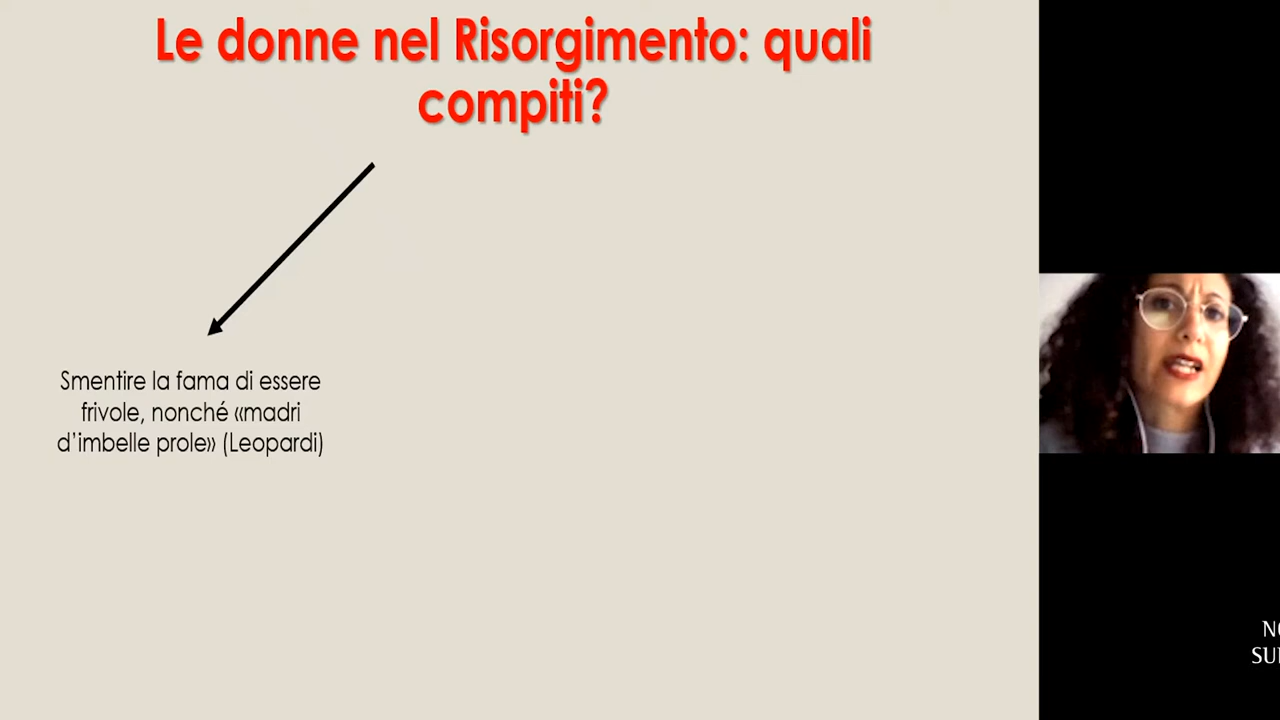 Le donne nel Risorgimento: quali
compiti?
Smentire la fama di essere
frivole, nonché «madri
d’imbelle prole» (Leopardi)